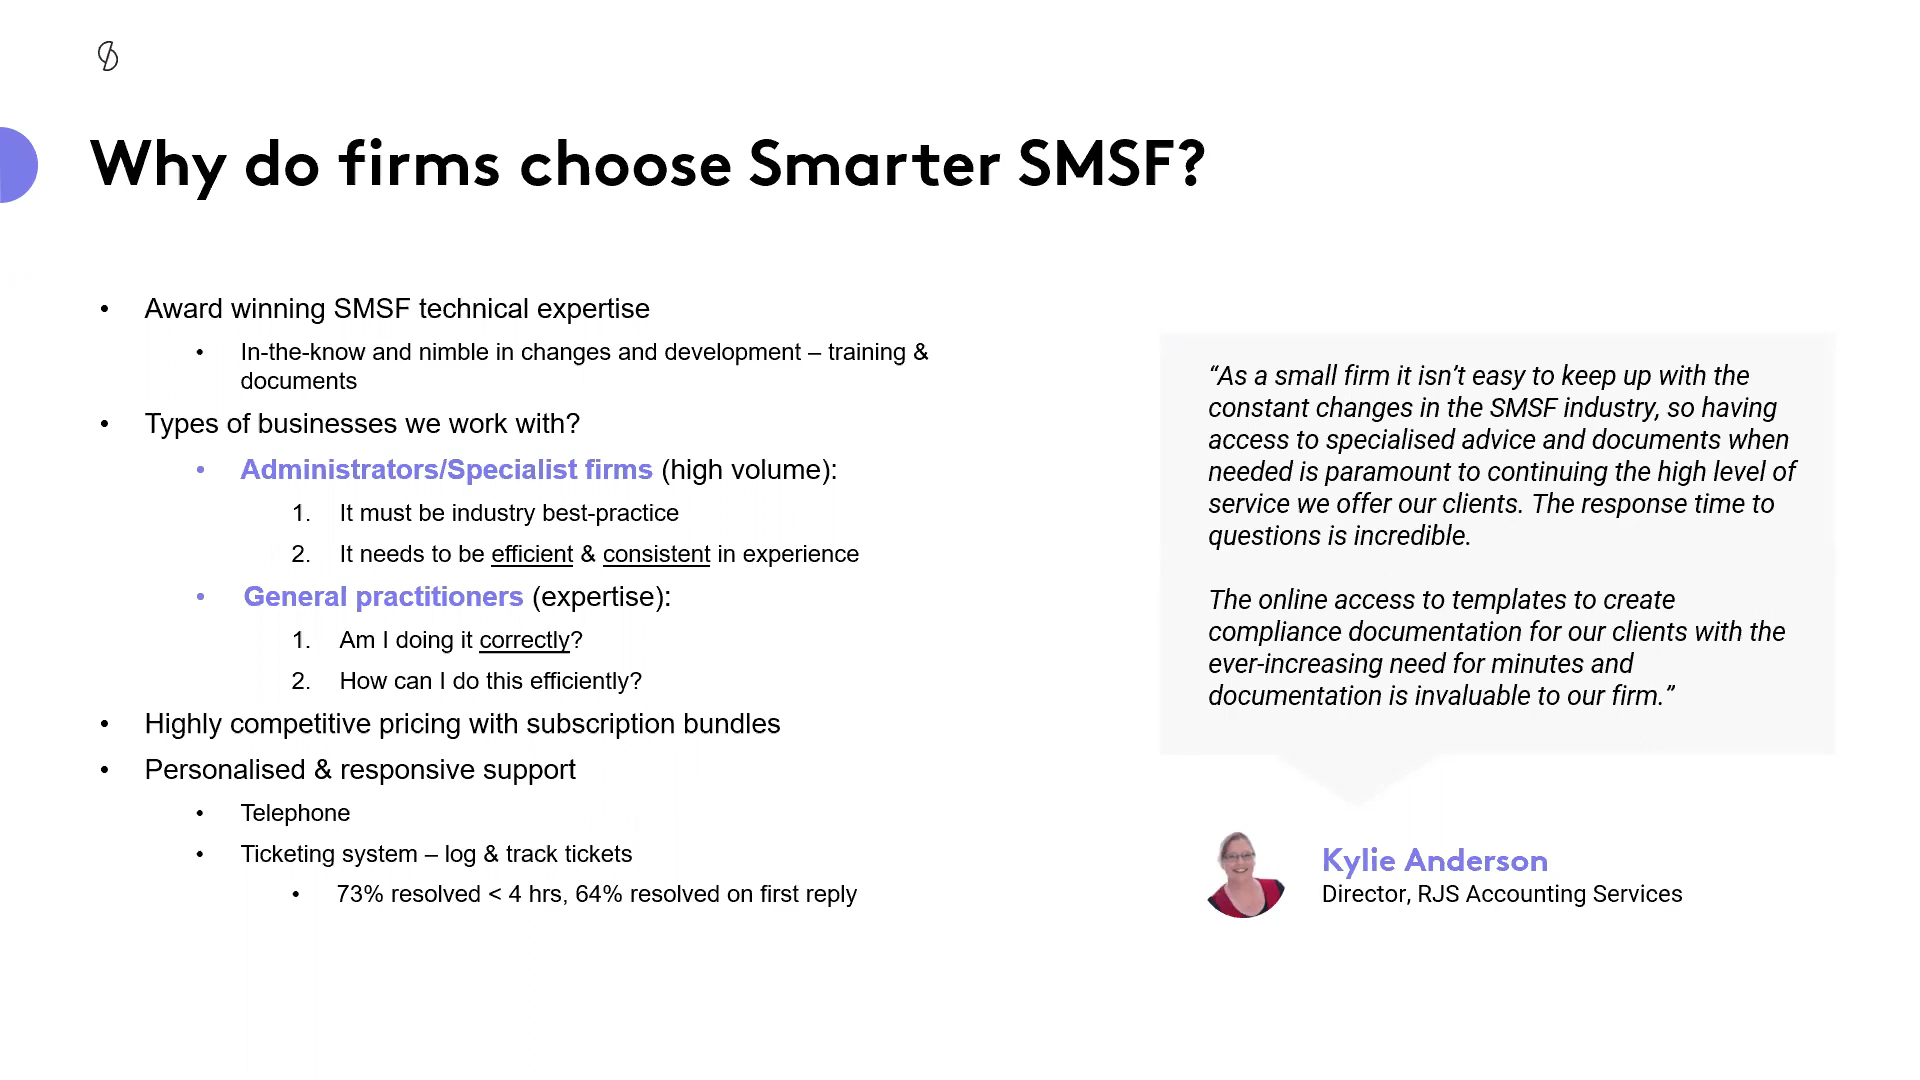 Why do firms choose Smarter SMSF?
• Award winning SMSF technical expertise
• In-the-know and nimble in changes and development – training &
documents
• Types of businesses we work with?
• Administrators/Specialist firms (high volume):
1. It must be industry best-practice
2. It needs to be efficient & consistent in experience
• General practitioners (expertise):
1. Am I doing it correctly?
2. How can I do this efficiently?
• Highly competitive pricing with subscription bundles
• Personalised & responsive support
• Telephone
• Ticketing system – log & track tickets
• 73% resolved < 4 hrs, 64% resolved on first reply
“As a small firm it isn’t easy to keep up with the
constant changes in the SMSF industry, so having
access to specialised advice and documents when
needed is paramount to continuing the high level of
service we offer our clients. The response time to
questions is incredible.
The online access to templates to create
compliance documentation for our clients with the
ever-increasing need for minutes and
documentation is invaluable to our firm.”
Kylie Anderson
Director, RJS Accounting Services